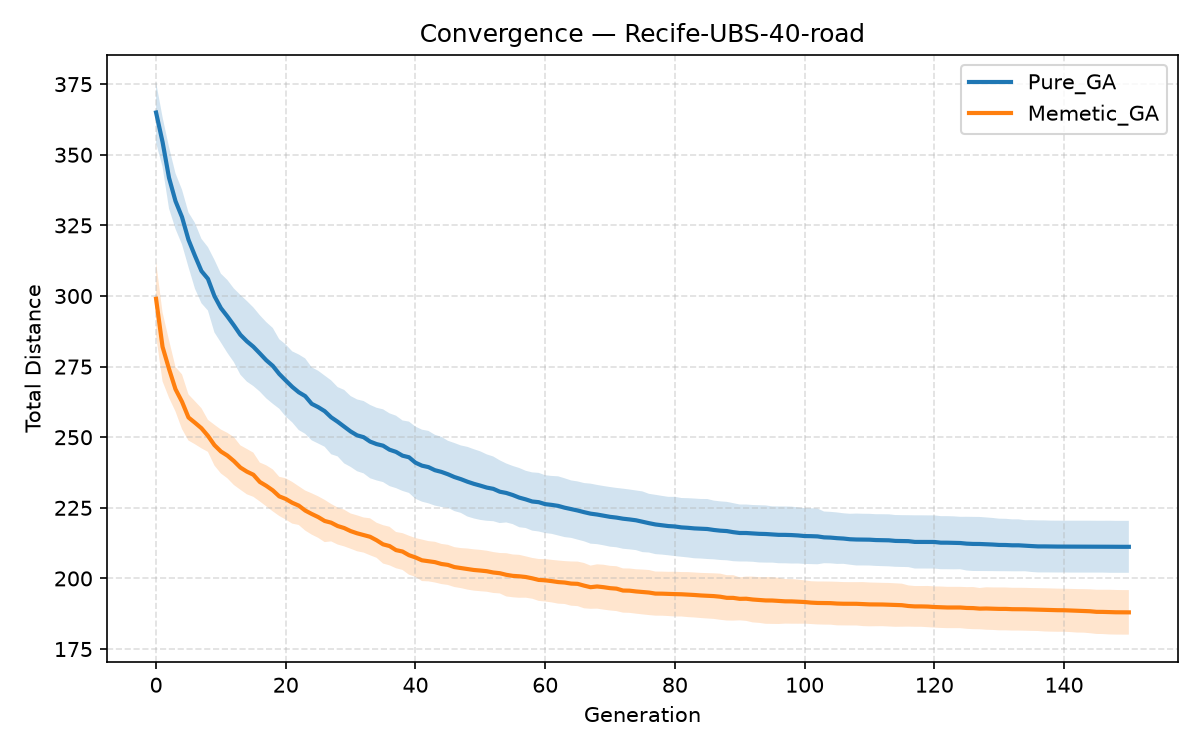 Convergence — Recife-UBS-40-road
Pure_GA
Memetic_GA
Total Distance
375
350
325
300
275
250
225
200
175
0 20 40 60 80 100 120 140
Generation